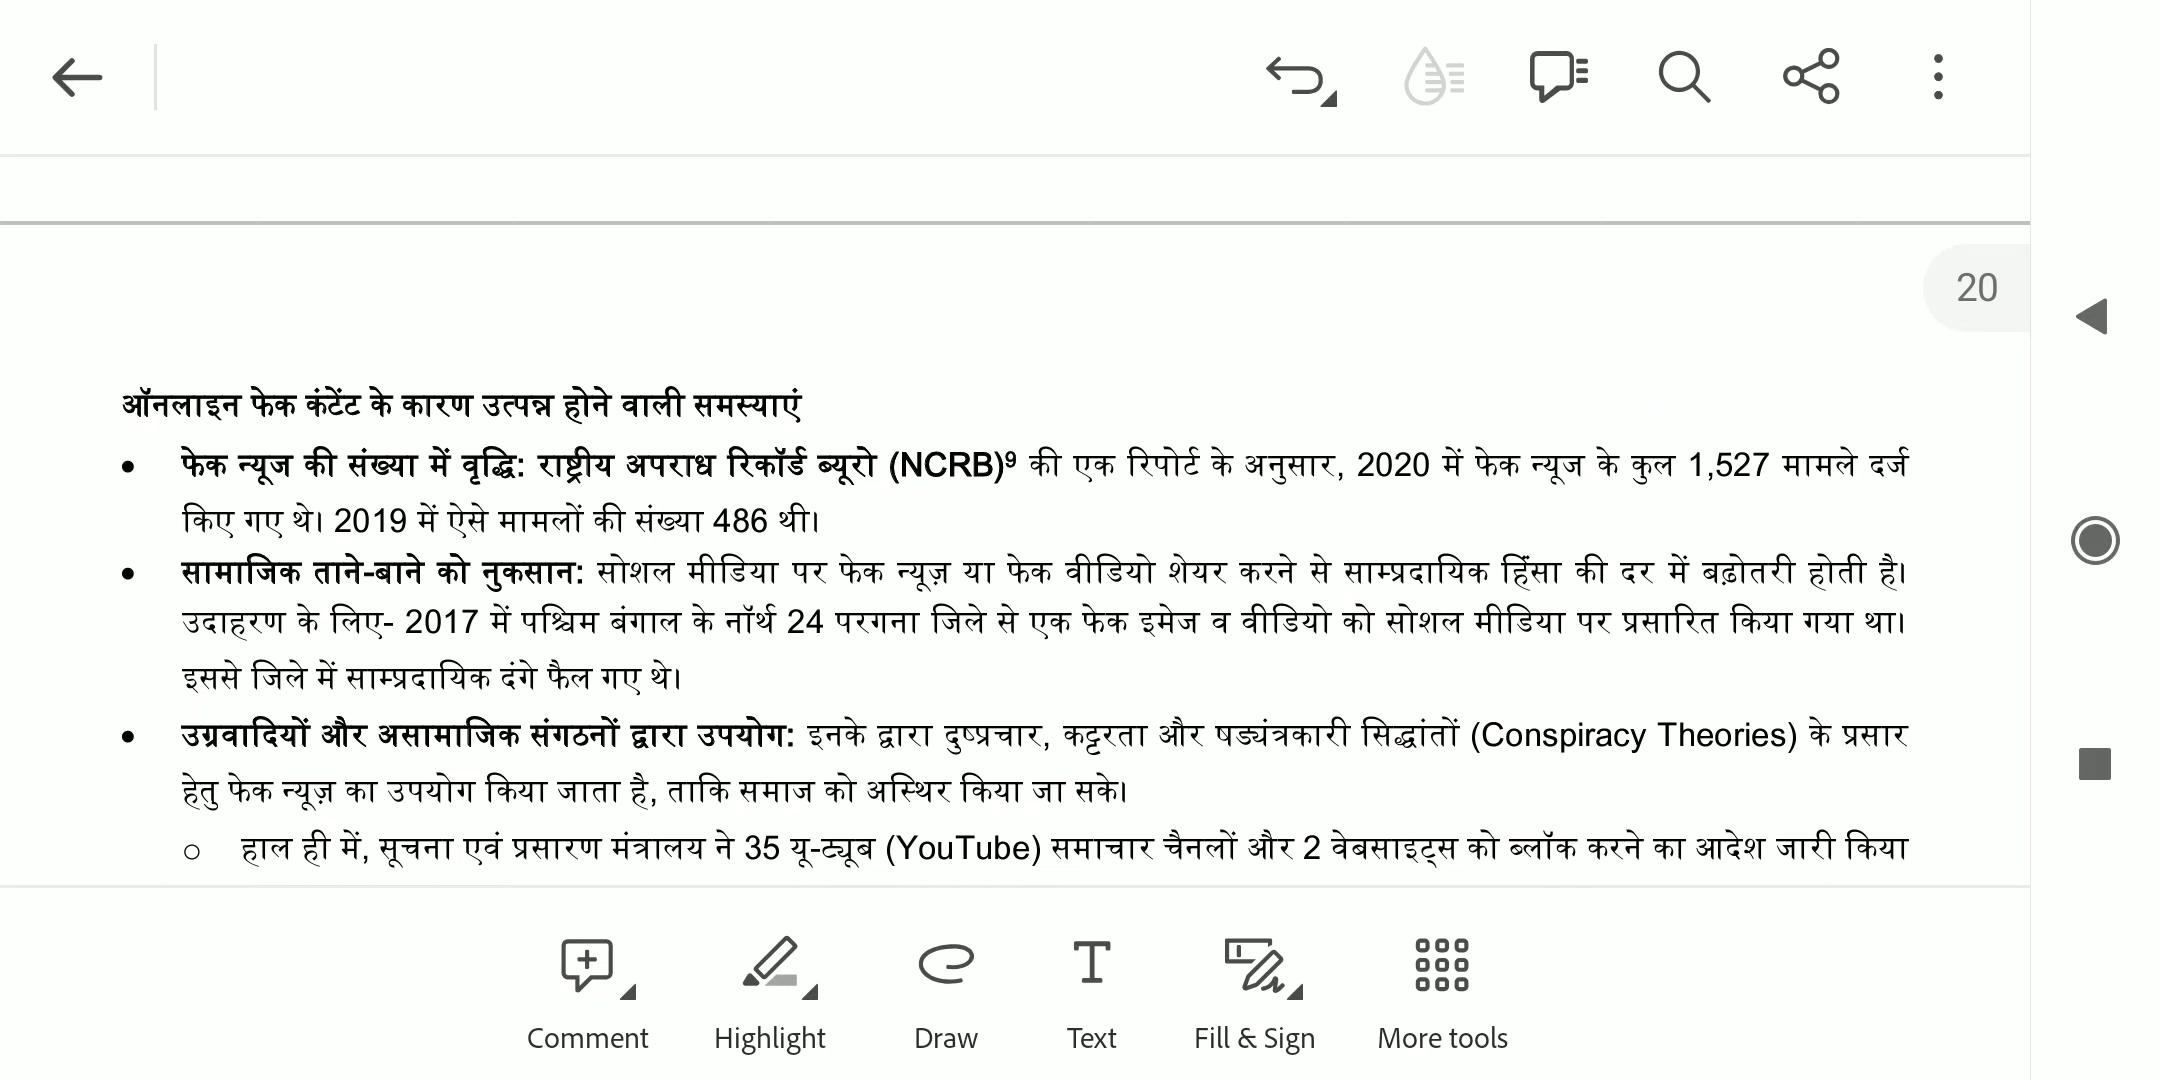 20
ऑनलाइन फेक कंटेंट के कारण उत्पन्न होने वाली समस्याएं
• फेक न्यूज की संख्या में वृद्धि: राष्ट्रीय अपराध रिकॉर्ड ब्यूरो (NCRB)⁹ की एक रिपोर्ट के अनुसार, 2020 में फेक न्यूज के कुल 1,527 मामले दर्ज
किए गए थे। 2019 में ऐसे मामलों की संख्या 486 थी।
• सामाजिक ताने-बाने को नुकसान: सोशल मीडिया पर फेक न्यूज़ या फेक वीडियो शेयर करने से साम्प्रदायिक हिंसा की दर में बढ़ोतरी होती है।
उदाहरण के लिए- 2017 में पश्चिम बंगाल के नॉर्थ 24 परगना जिले से एक फेक इमेज व वीडियो को सोशल मीडिया पर प्रसारित किया गया था।
इससे जिले में साम्प्रदायिक दंगे फैल गए थे।
• उग्रवादियों और असामाजिक संगठनों द्वारा उपयोग: इनके द्वारा दुष्प्रचार, कट्टरता और षड्यंत्रकारी सिद्धांतों (Conspiracy Theories) के प्रसार
हेतु फेक न्यूज़ का उपयोग किया जाता है, ताकि समाज को अस्थिर किया जा सके।
○ हाल ही में, सूचना एवं प्रसारण मंत्रालय ने 35 यू-ट्यूब (YouTube) समाचार चैनलों और 2 वेबसाइट्स को ब्लॉक करने का आदेश जारी किया
Comment Highlight Draw Text Fill & Sign More tools